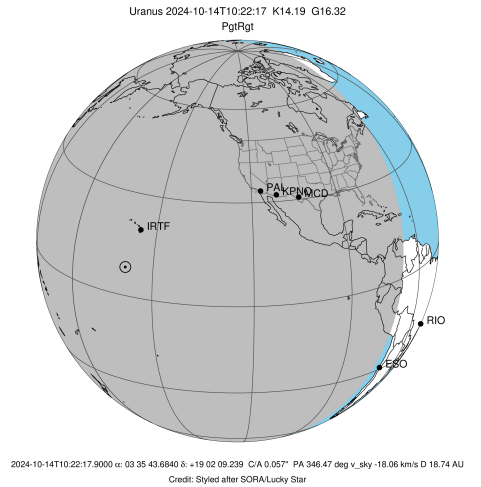 Uranus 2024-10-14T10:22:17 K14.19 G16.32
PgtRgt
PAL
KPNO
MCD
IRTF
RIO
ESO
2024-10-14T10:22:17.9000 α: 03 35 43.6840 δ: +19 02 09.239 C/A 0.057" PA 346.47 deg v_sky -18.06 km/s D 18.74 AU
Credit: Styled after SORA/Lucky Star